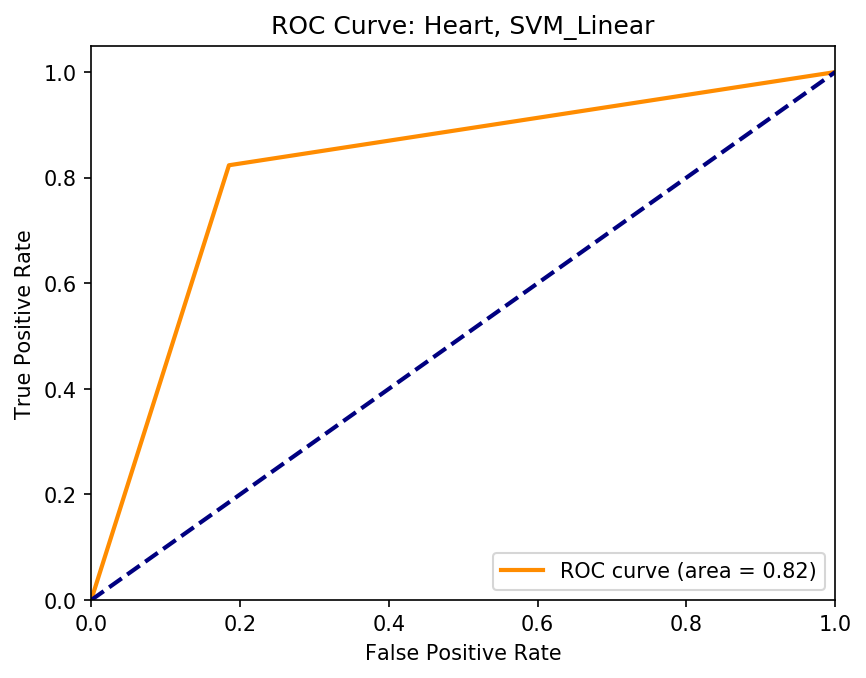 ROC Curve: Heart, SVM_Linear
True Positive Rate
1.0
0.8
0.6
0.4
0.2
0.0
ROC curve (area = 0.82)
0.0 0.2 0.4 0.6 0.8 1.0
False Positive Rate